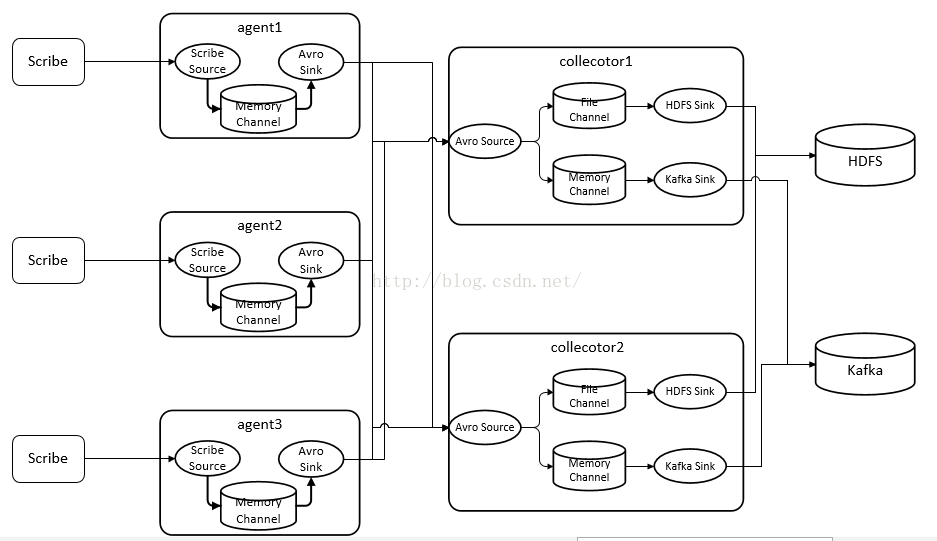 agent1
Scribe
Scribe
Source
Avro
Sink
Memory
Channel
collecotor1
Avro Source
File
Channel
HDFS Sink
Memory
Channel
Kafka Sink
HDFS
agent2
Scribe
Scribe
Source
Avro
Sink
Memory
Channel
http://blog.csdn.net/
collecotor2
Avro Source
File
Channel
HDFS Sink
Memory
Channel
Kafka Sink
Kafka
agent3
Scribe
Scribe
Source
Avro
Sink
Memory
Channel